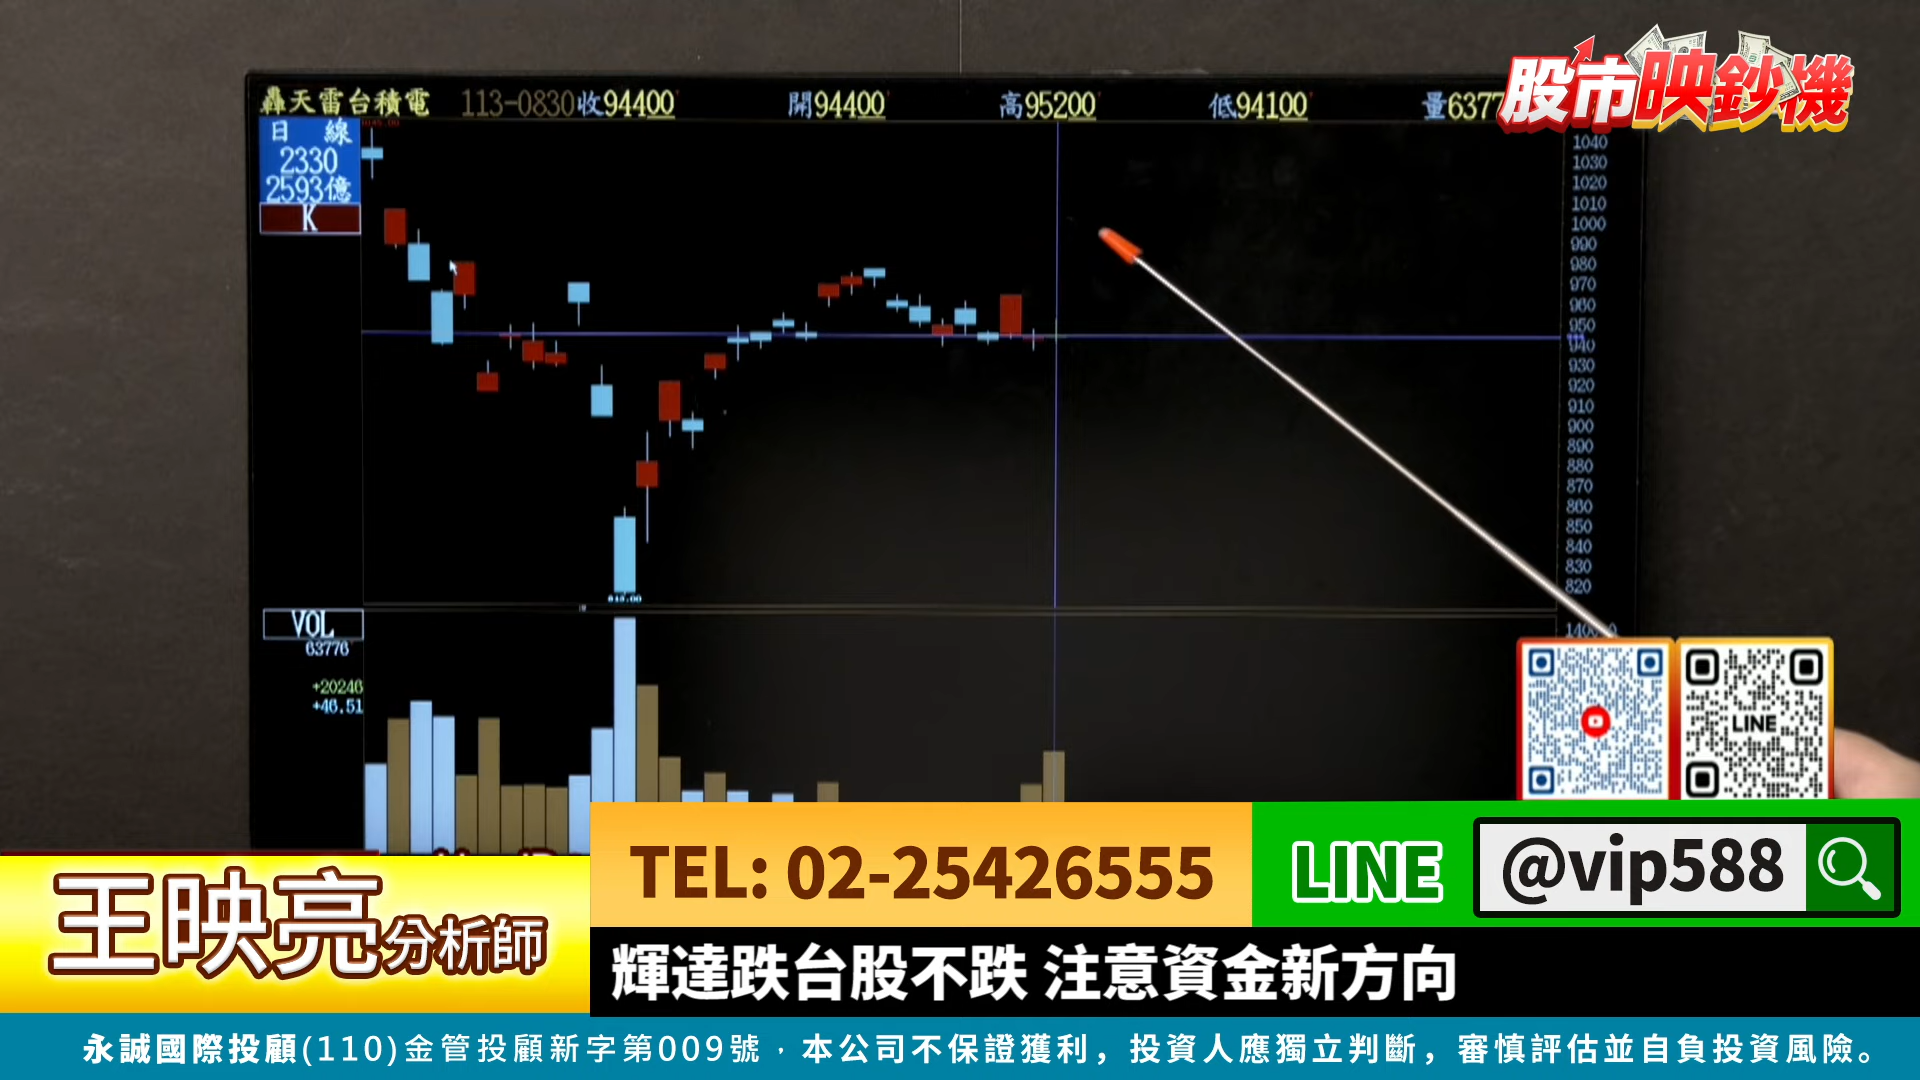 股市映鈔機
轟天雷台積電 113-0830收94400 開94400 高95200 低94100 量6377
日 線
2330
2593億
K
1040
1030
1020
1010
1000
990
980
970
960
950
940
930
920
910
900
890
880
870
860
850
840
830
820
VOL
63776
+20246
+46.51
LINE
TEL: 02-25426555
LINE @vip588
王映亮分析師
輝達跌台股不跌 注意資金新方向
永誠國際投顧(110)金管投顧新字第009號，本公司不保證獲利，投資人應獨立判斷，審慎評估並自負投資風險。